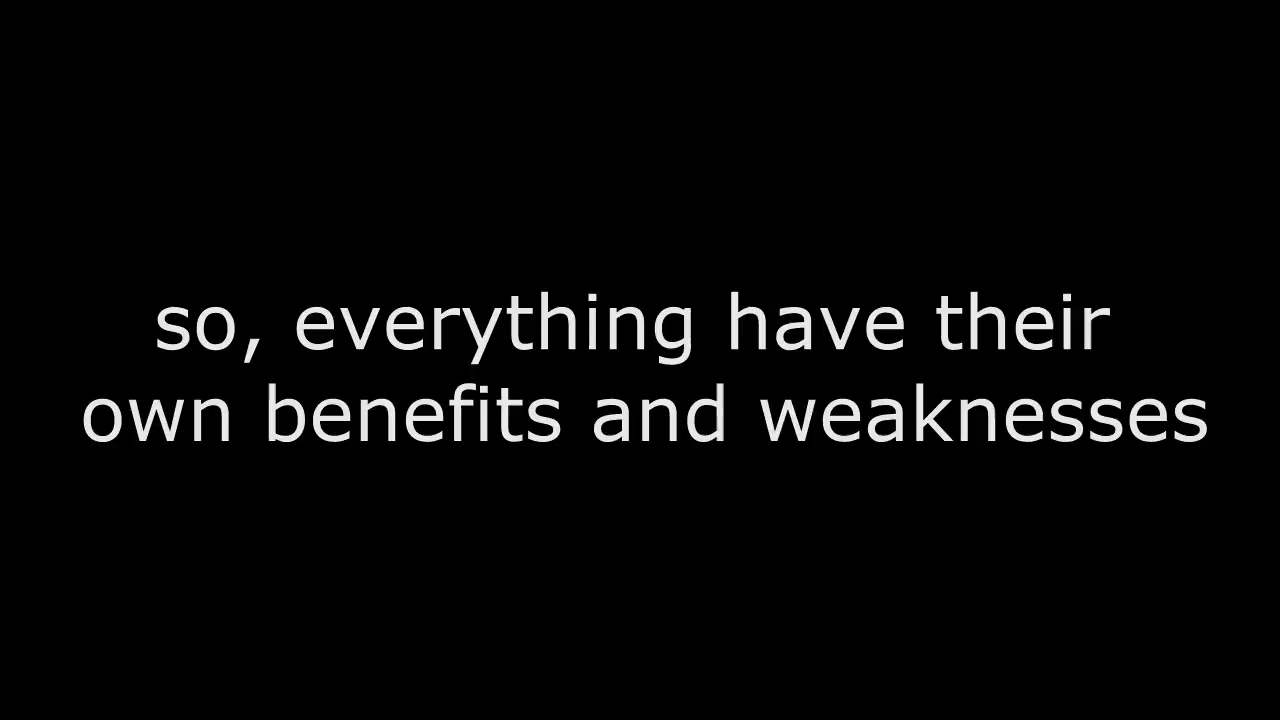 so, everything have their
own benefits and weaknesses